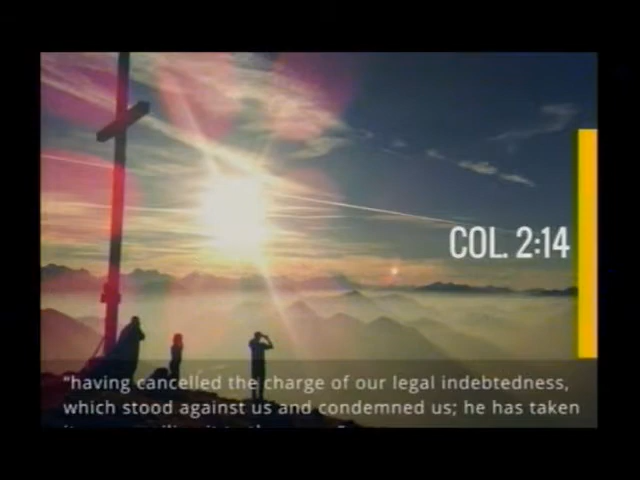 COL. 2:14
“having cancelled the charge of our legal indebtedness,
which stood against us and condemned us; he has taken